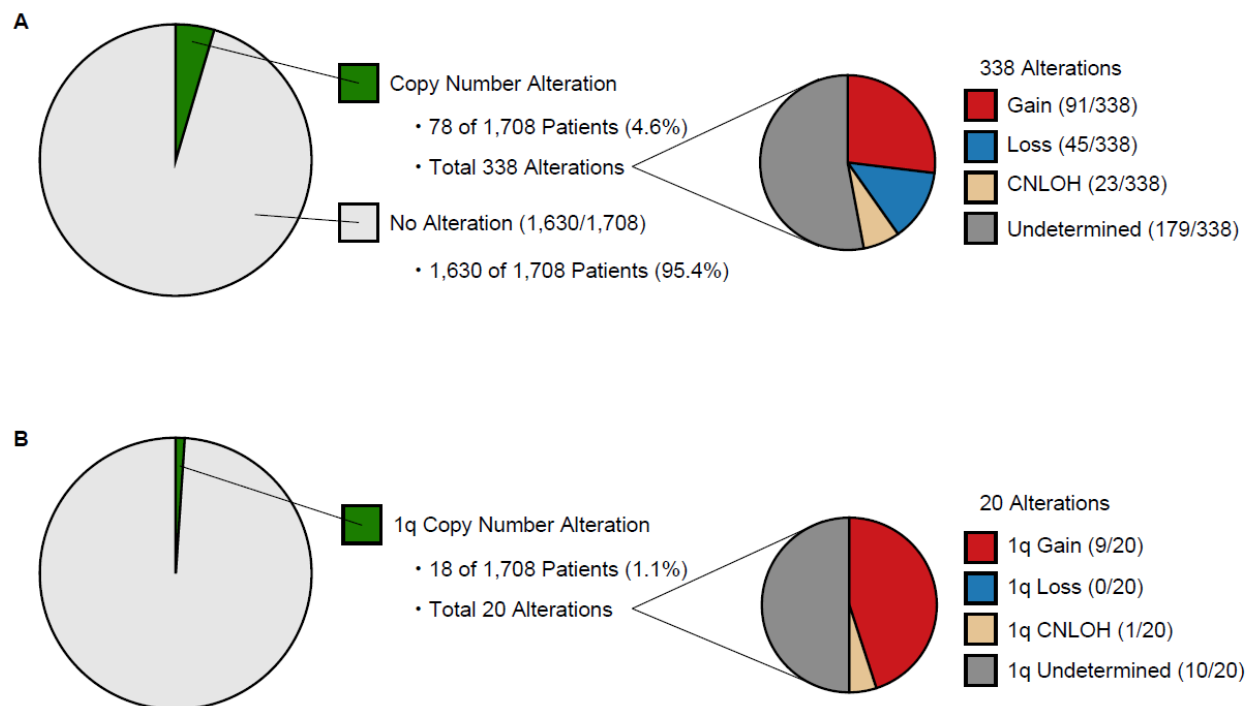 A
Copy Number Alteration
・78 of 1,708 Patients (4.6%)
・Total 338 Alterations
No Alteration (1,630/1,708)
・1,630 of 1,708 Patients (95.4%)
338 Alterations
Gain (91/338)
Loss (45/338)
CNLOH (23/338)
Undetermined (179/338)
B
1q Copy Number Alteration
・18 of 1,708 Patients (1.1%)
・Total 20 Alterations
20 Alterations
1q Gain (9/20)
1q Loss (0/20)
1q CNLOH (1/20)
1q Undetermined (10/20)